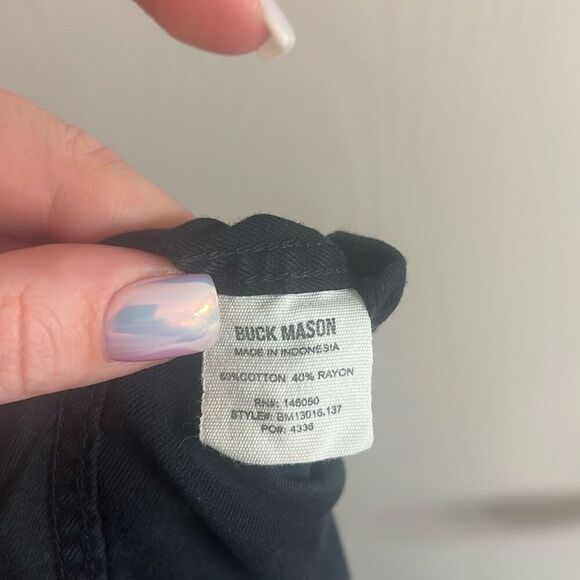 BUCK MASON
MADE IN INDONESIA
60%COTTON 40% RAYON
RN#: 146050
STYLE#: BM13016.137
PO#: 4336